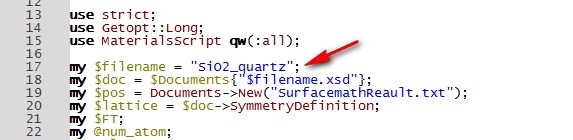 12
13 use strict;
14 use Getopt::Long;
15 use MaterialsScript qw(:all);
16
17 my $filename = "SiO2_quartz";
18 my $doc = $Documents{"$filename.xsd"};
19 my $pos = Documents->New("SurfacemathReault.txt");
20 my $lattice = $doc->SymmetryDefinition;
21 my $FT;
22 my @num_atom;